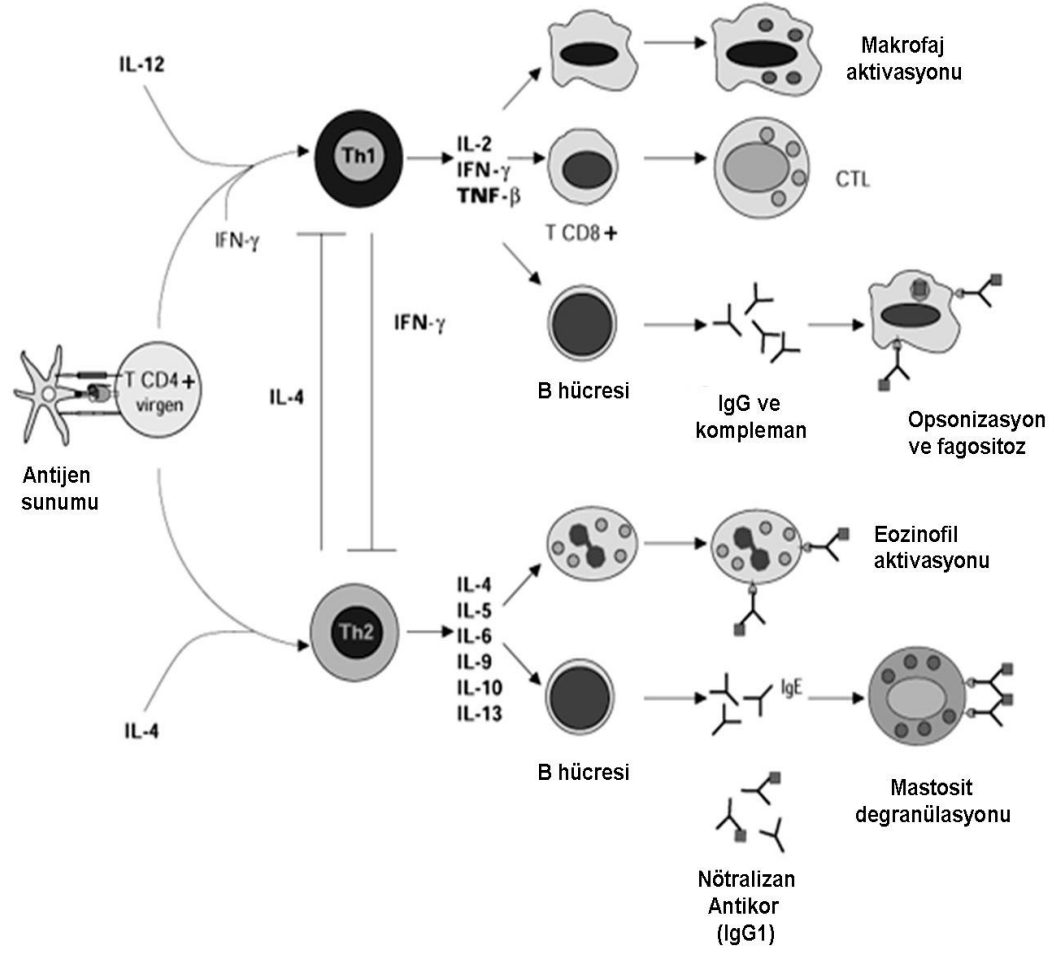 IL-12
Makrofaj
aktivasyonu
Th1
IL-2
IFN-γ
TNF-β
CTL
IFN-γ
T CD8+
IFN-γ
T CD4+
virgen
IL-4
B hücresi
IgG ve
kompleman
Opsonizasyon
ve fagositoz
Antijen
sunumu
Eozinofil
aktivasyonu
Th2
IL-4
IL-5
IL-6
IL-9
IL-10
IL-13
IgE
IL-4
B hücresi
Mastosit
degranülasyonu
Nötralizan
Antikor
(IgG1)